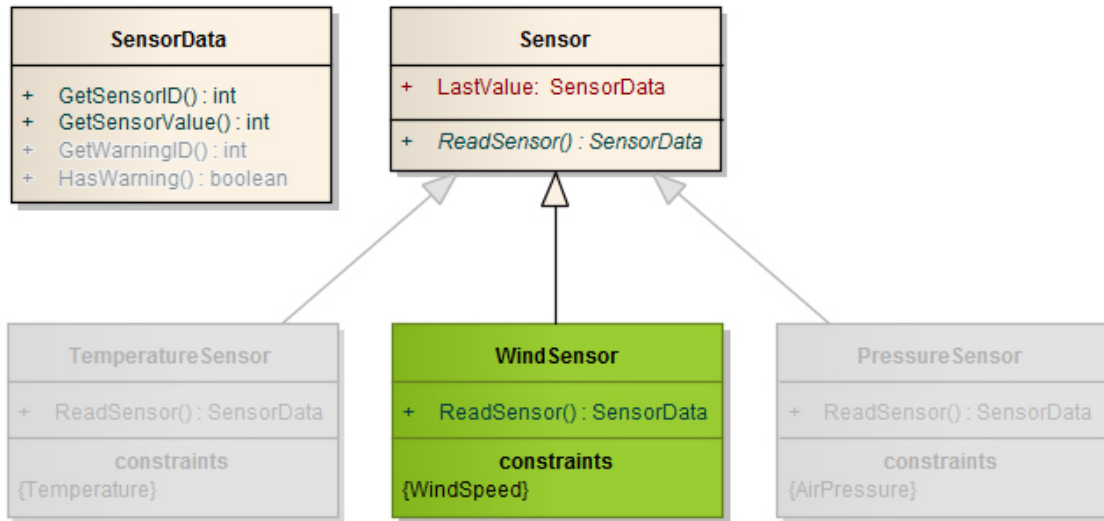 SensorData
+ GetSensorID() : int
+ GetSensorValue() : int
+ GetWarningID() : int
+ HasWarning() : boolean
Sensor
+ LastValue: SensorData
+ ReadSensor() : SensorData
TemperatureSensor
+ ReadSensor() : SensorData
constraints
{Temperature}
WindSensor
+ ReadSensor() : SensorData
constraints
{WindSpeed}
PressureSensor
+ ReadSensor() : SensorData
constraints
{AirPressure}